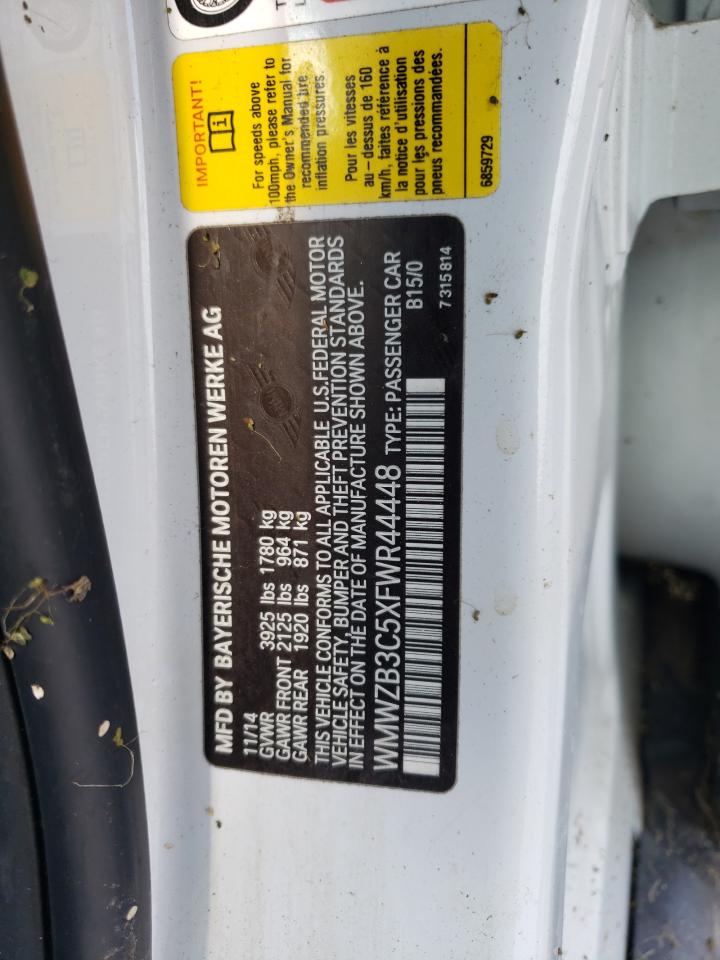 IMPORTANT!
For speeds above
100mph, please refer to
the Owner's Manual for
recommended tire
inflation pressures.
Pour les vitesses
au-dessus de 160
km/h, faites référence à
la notice d'utilisation
pour les pressions des
pneus recommandées.
6859729
MFD BY BAYERISCHE MOTOREN WERKE AG
11/14
GVWR 3925 lbs 1780 kg
GAWR FRONT 2125 lbs 964 kg
GAWR REAR 1920 lbs 871 kg
THIS VEHICLE CONFORMS TO ALL APPLICABLE U.S.FEDERAL MOTOR
VEHICLE SAFETY, BUMPER AND THEFT PREVENTION STANDARDS
IN EFFECT ON THE DATE OF MANUFACTURE SHOWN ABOVE.
WMWZB3C5XFWR44448 TYPE: PASSENGER CAR
B15/0
7315814